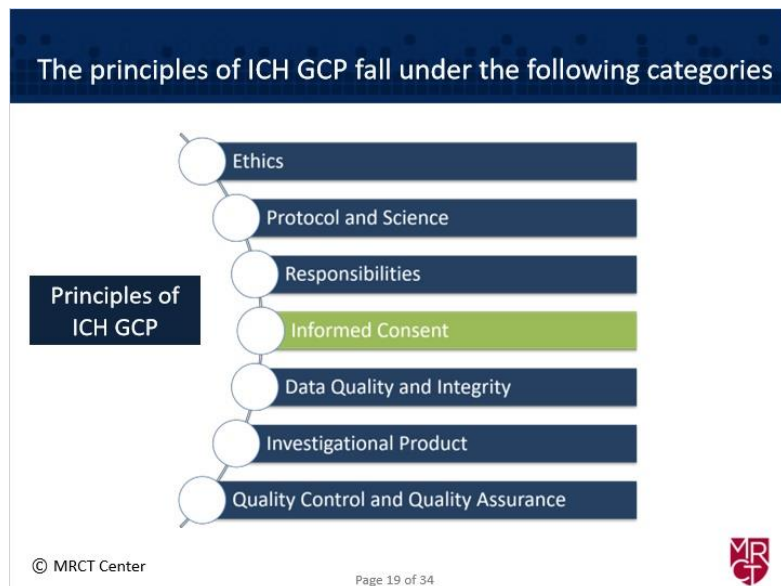 The principles of ICH GCP fall under the following categories
Ethics
Protocol and Science
Responsibilities
Principles of
ICH GCP
Informed Consent
Data Quality and Integrity
Investigational Product
Quality Control and Quality Assurance
© MRCT Center
Page 19 of 34
MR
CT